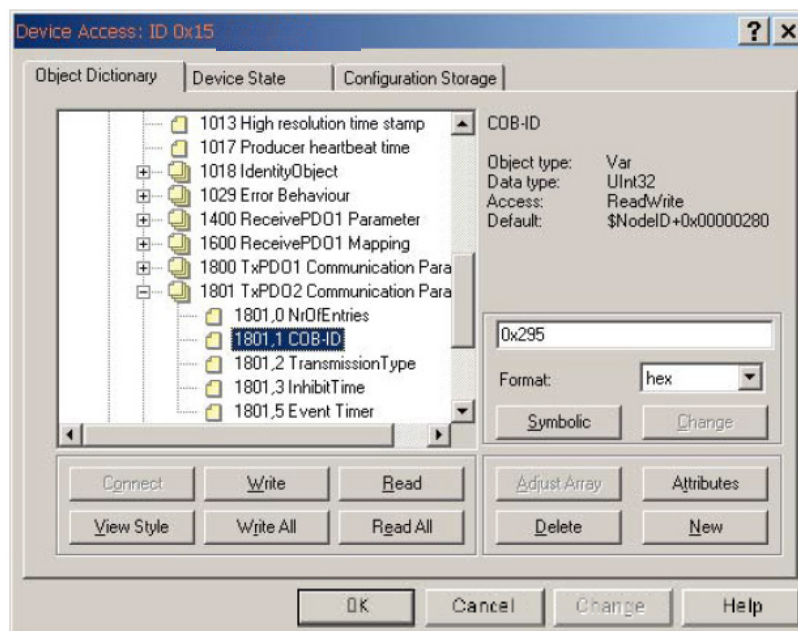 Device Access: ID 0x15
Object Dictionary
Device State
Configuration Storage
1013 High resolution time stamp
1017 Producer heartbeat time
1018 IdentityObject
1029 Error Behaviour
1400 ReceivePDO1 Parameter
1600 ReceivePDO1 Mapping
1800 TxPDO1 Communication Para
1801 TxPDO2 Communication Para
1801,0 NrOfEntries
1801,1 COB-ID
1801,2 TransmissionType
1801,3 InhibitTime
1801,5 Event Timer
COB-ID
Object type: Var
Data type: UInt32
Access: ReadWrite
Default: $NodeID+0x00000280
0x295
Format: hex
Symbolic
Change
Connect
Write
Read
View Style
Write All
Read All
Adjust Array
Attributes
Delete
New
OK
Cancel
Change
Help